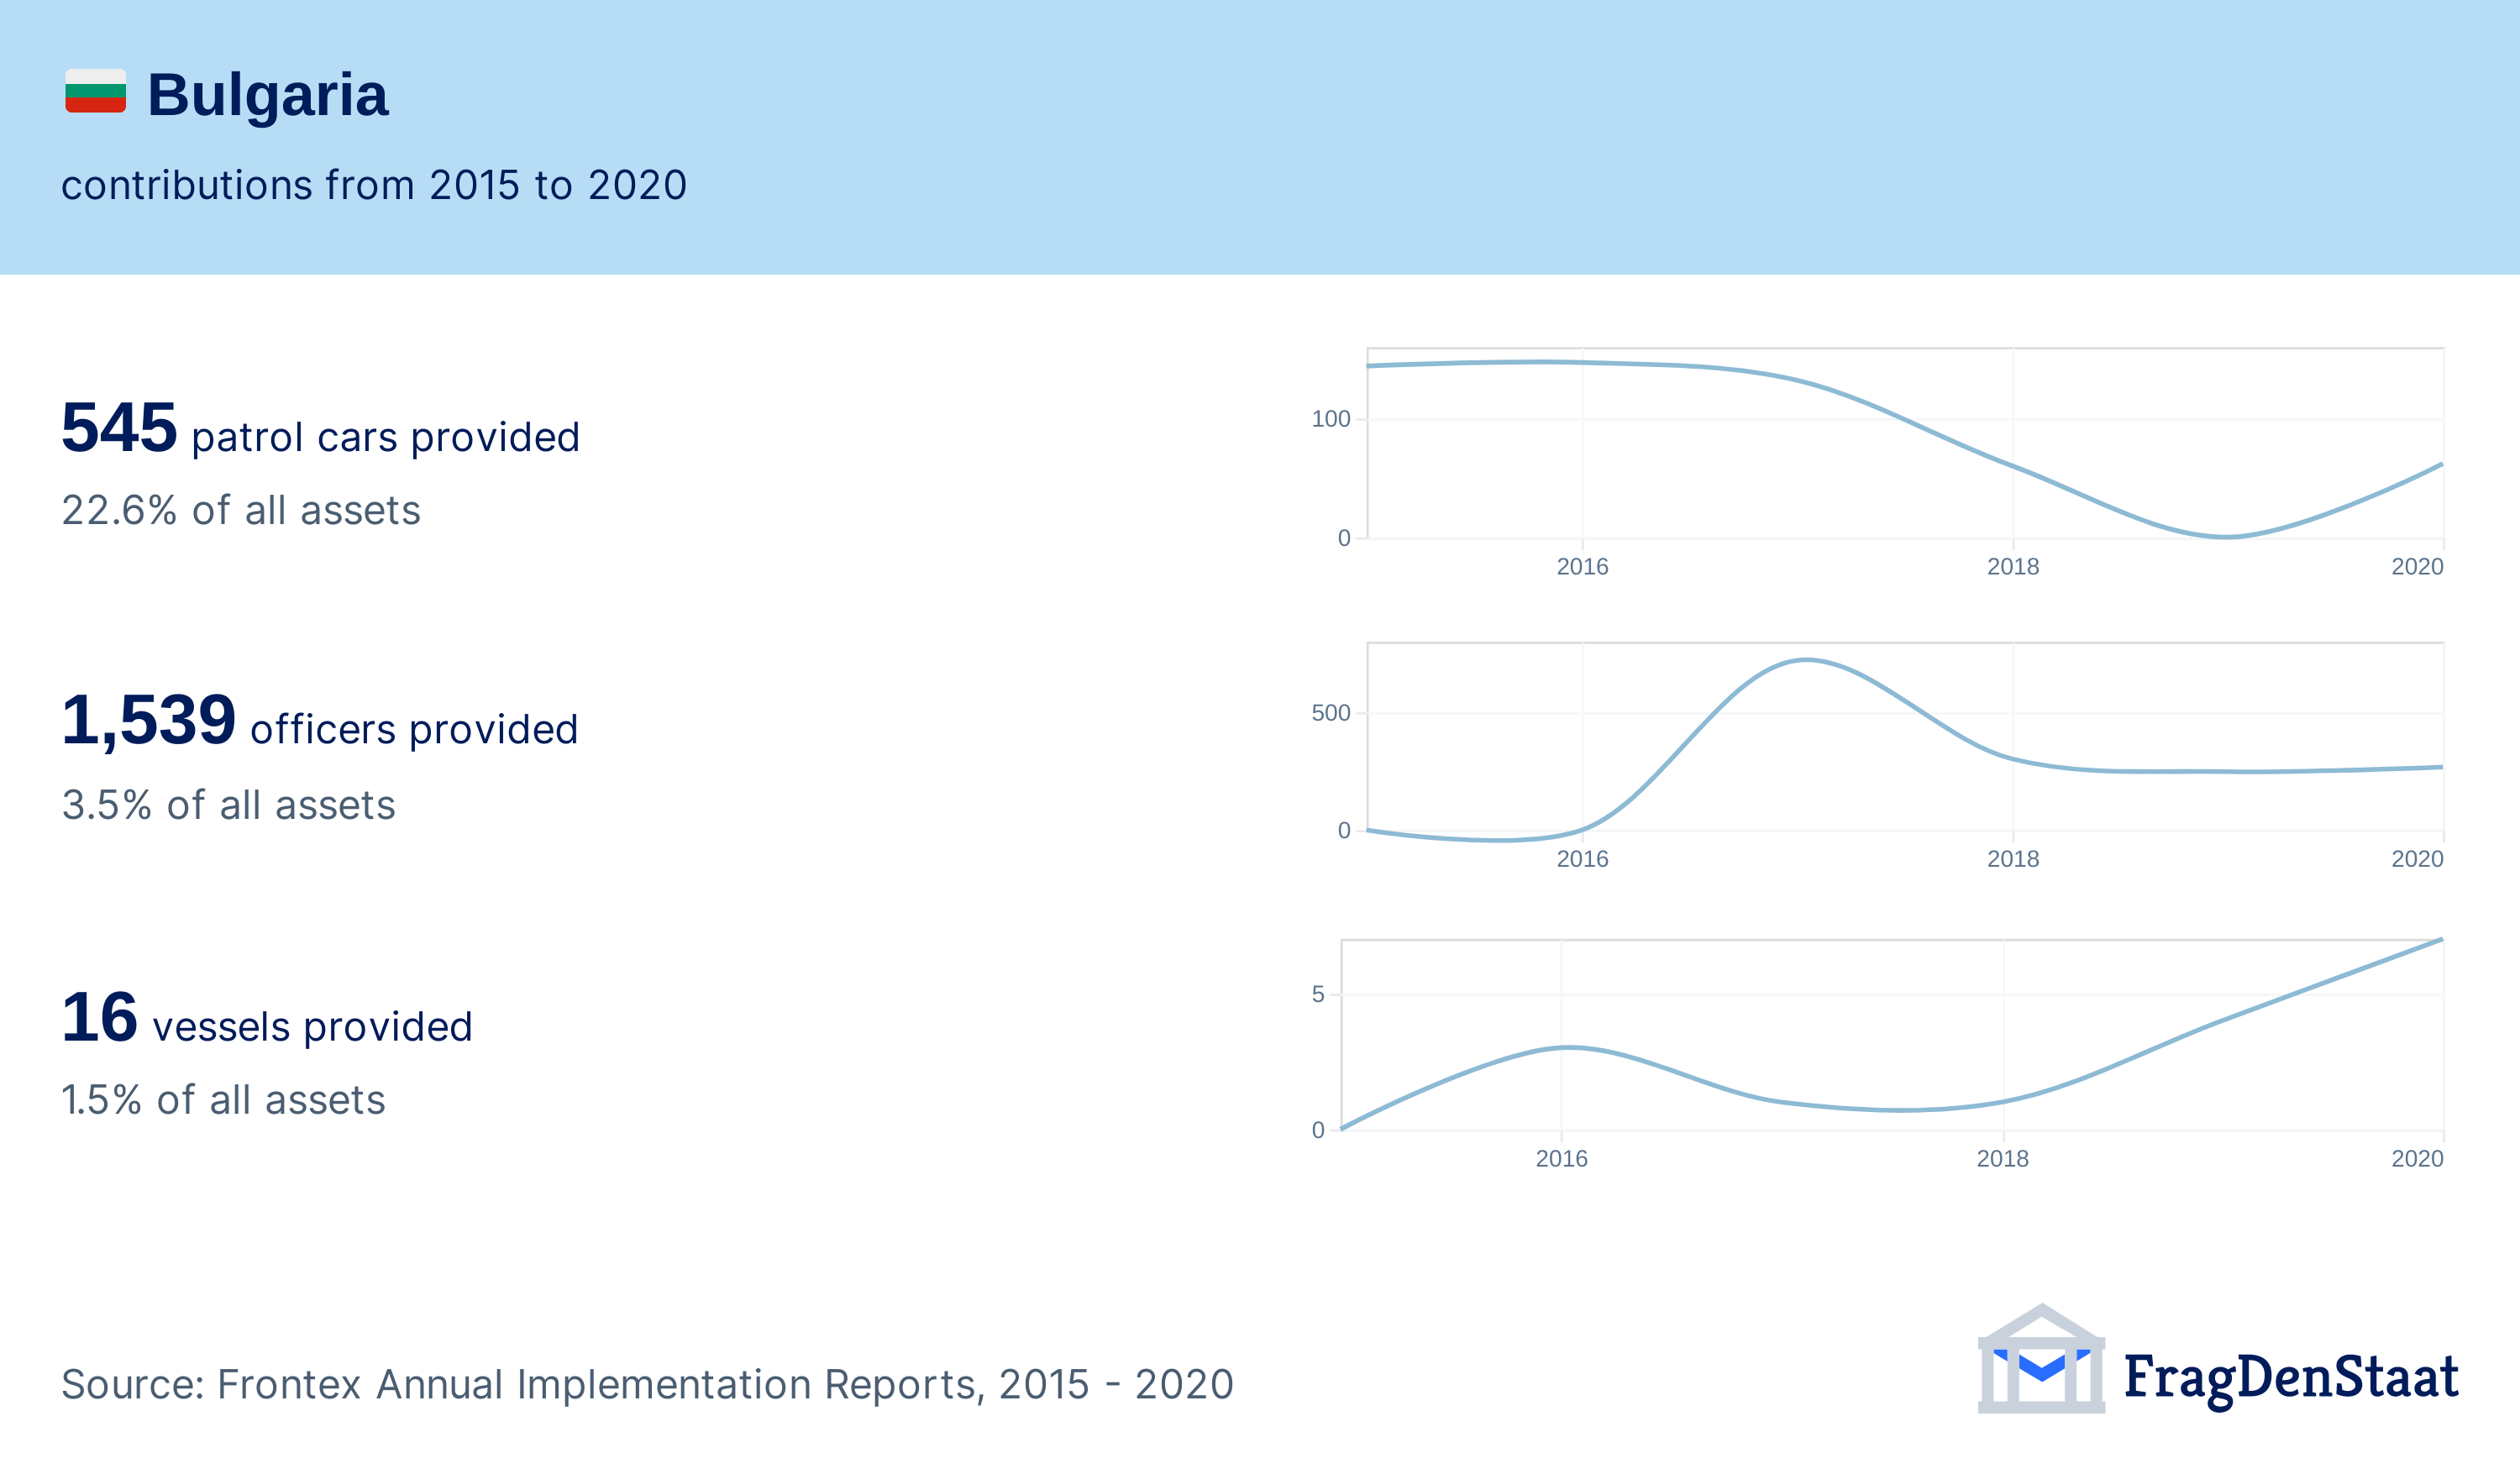 Bulgaria
contributions from 2015 to 2020
545 patrol cars provided
22.6% of all assets
100
0
2016 2018 2020
1,539 officers provided
3.5% of all assets
500
0
2016 2018 2020
16 vessels provided
1.5% of all assets
5
0
2016 2018 2020
Source: Frontex Annual Implementation Reports, 2015 - 2020
FragDenStaat